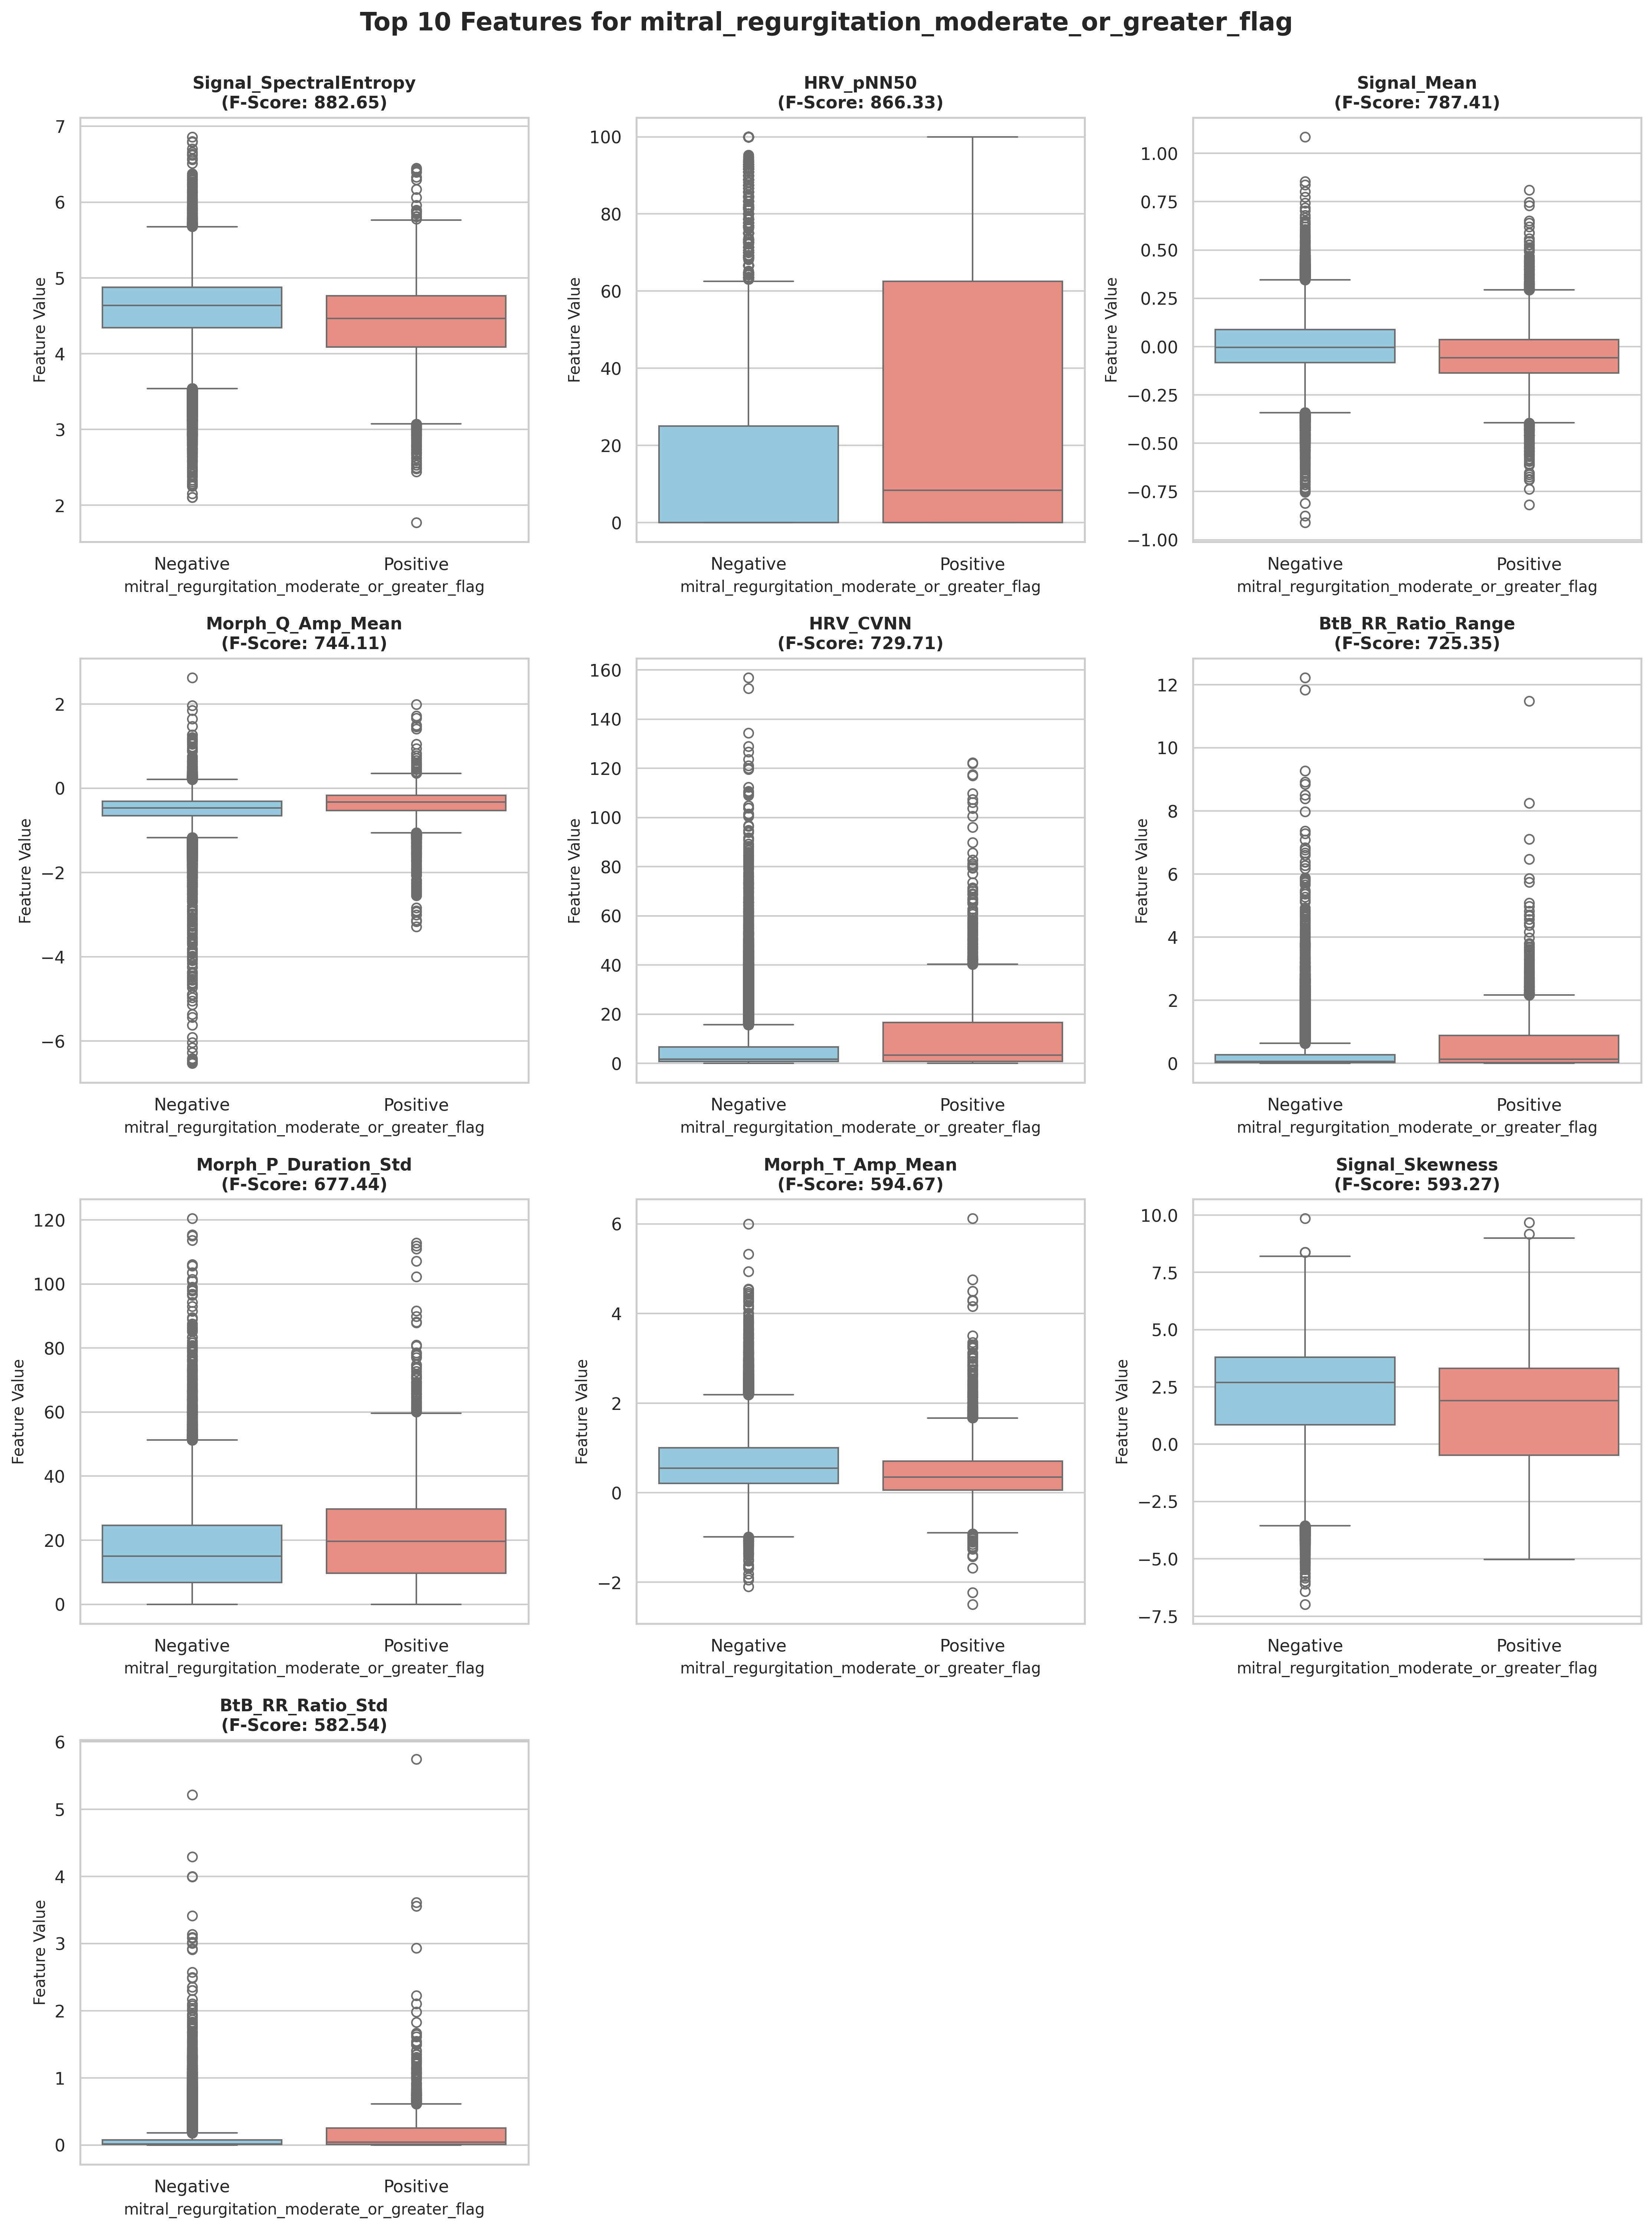 Top 10 Features for mitral_regurgitation_moderate_or_greater_flag
Signal_SpectralEntropy
(F-Score: 882.65)
7
6
5
4
3
2
Feature Value
Negative
Positive
mitral_regurgitation_moderate_or_greater_flag
HRV_pNN50
(F-Score: 866.33)
100
80
60
40
20
0
Feature Value
Negative
Positive
mitral_regurgitation_moderate_or_greater_flag
Signal_Mean
(F-Score: 787.41)
1.00
0.75
0.50
0.25
0.00
−0.25
−0.50
−0.75
−1.00
Feature Value
Negative
Positive
mitral_regurgitation_moderate_or_greater_flag
Morph_Q_Amp_Mean
(F-Score: 744.11)
2
0
−2
−4
−6
Feature Value
Negative
Positive
mitral_regurgitation_moderate_or_greater_flag
HRV_CVNN
(F-Score: 729.71)
160
140
120
100
80
60
40
20
0
Feature Value
Negative
Positive
mitral_regurgitation_moderate_or_greater_flag
BtB_RR_Ratio_Range
(F-Score: 725.35)
12
10
8
6
4
2
0
Feature Value
Negative
Positive
mitral_regurgitation_moderate_or_greater_flag
Morph_P_Duration_Std
(F-Score: 677.44)
120
100
80
60
40
20
0
Feature Value
Negative
Positive
mitral_regurgitation_moderate_or_greater_flag
Morph_T_Amp_Mean
(F-Score: 594.67)
6
4
2
0
−2
Feature Value
Negative
Positive
mitral_regurgitation_moderate_or_greater_flag
Signal_Skewness
(F-Score: 593.27)
10.0
7.5
5.0
2.5
0.0
−2.5
−5.0
−7.5
Feature Value
Negative
Positive
mitral_regurgitation_moderate_or_greater_flag
BtB_RR_Ratio_Std
(F-Score: 582.54)
6
5
4
3
2
1
0
Feature Value
Negative
Positive
mitral_regurgitation_moderate_or_greater_flag